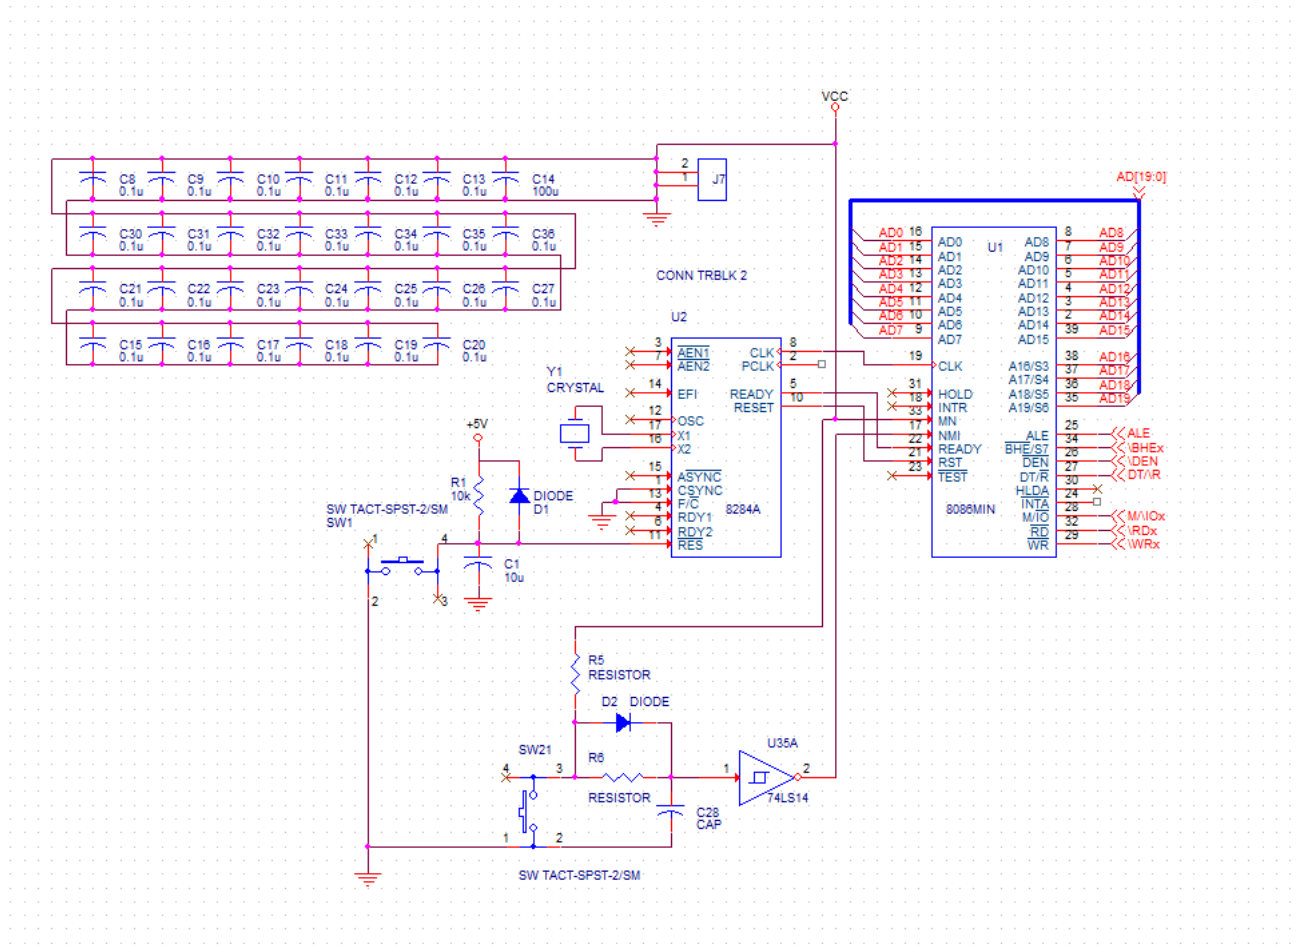 VCC
C8 C9 C10 C11 C12 C13 C14
0.1u 0.1u 0.1u 0.1u 0.1u 0.1u 100u
2
1
J7
C30 C31 C32 C33 C34 C35 C36
0.1u 0.1u 0.1u 0.1u 0.1u 0.1u 0.1u
C21 C22 C23 C24 C25 C26 C27
0.1u 0.1u 0.1u 0.1u 0.1u 0.1u 0.1u
C15 C16 C17 C18 C19 C20
0.1u 0.1u 0.1u 0.1u 0.1u 0.1u
CONN TRBLK 2
AD[19:0]
U1
AD0 16 AD0 AD8 8 AD8
AD1 15 AD1 AD9 7 AD9
AD2 14 AD2 AD10 6 AD10
AD3 13 AD3 AD11 5 AD11
AD4 12 AD4 AD12 4 AD12
AD5 11 AD5 AD13 3 AD13
AD6 10 AD6 AD14 2 AD14
AD7 9 AD7 AD15 39 AD15
19 CLK A16/S3 38 AD16
A17/S4 37 AD17
31 HOLD A18/S5 36 AD18
18 INTR A19/S6 35 AD19
33 MN
17 NMI ALE 25 ALE
22 READY BHE/S7 34 \BHEx
21 RST DEN 26 \DEN
23 TEST DT/R 27 DT/\R
HLDA 30
INTA 24
8086MIN M/IO 28 M/\IOx
RD 32 \RDx
WR 29 \WRx
U2
3 AEN1 CLK 8
7 AEN2 PCLK 2
14 EFI READY 5
RESET 10
12 OSC
17 X1
16 X2
15 ASYNC
1 CSYNC
13 F/C 8284A
4 RDY1
6 RDY2
11 RES
Y1
CRYSTAL
+5V
R1
10k
DIODE
D1
SW TACT-SPST-2/SM
SW1
1 4
2 3
C1
10u
R5
RESISTOR
D2 DIODE
SW21
R6
4 3
RESISTOR
1 2
C28
CAP
U35A
1 2
74LS14
SW TACT-SPST-2/SM